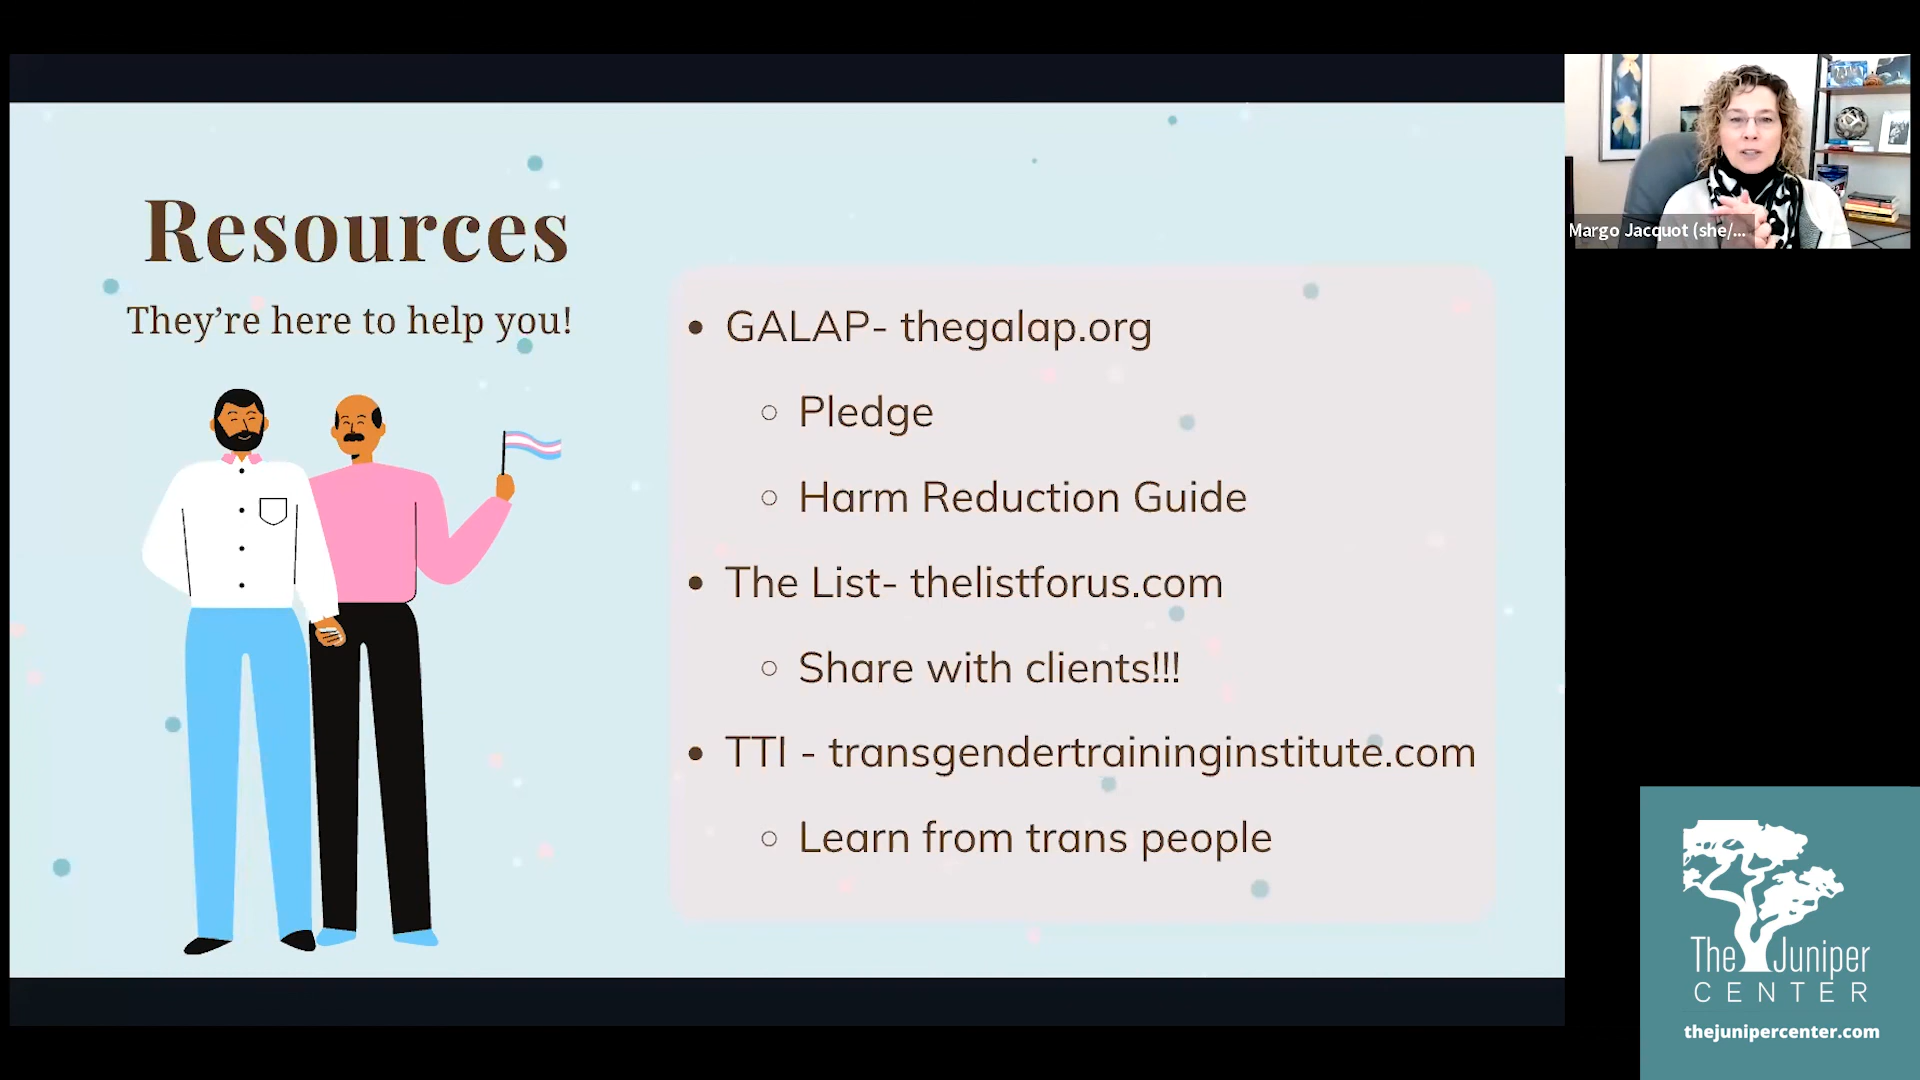 Resources
They're here to help you!
• GALAP- thegalap.org
○ Pledge
○ Harm Reduction Guide
• The List- thelistforus.com
○ Share with clients!!!
• TTI - transgendertraininginstitute.com
○ Learn from trans people
Margo Jacquot (she/...
The Juniper
CENTER
thejunipercenter.com